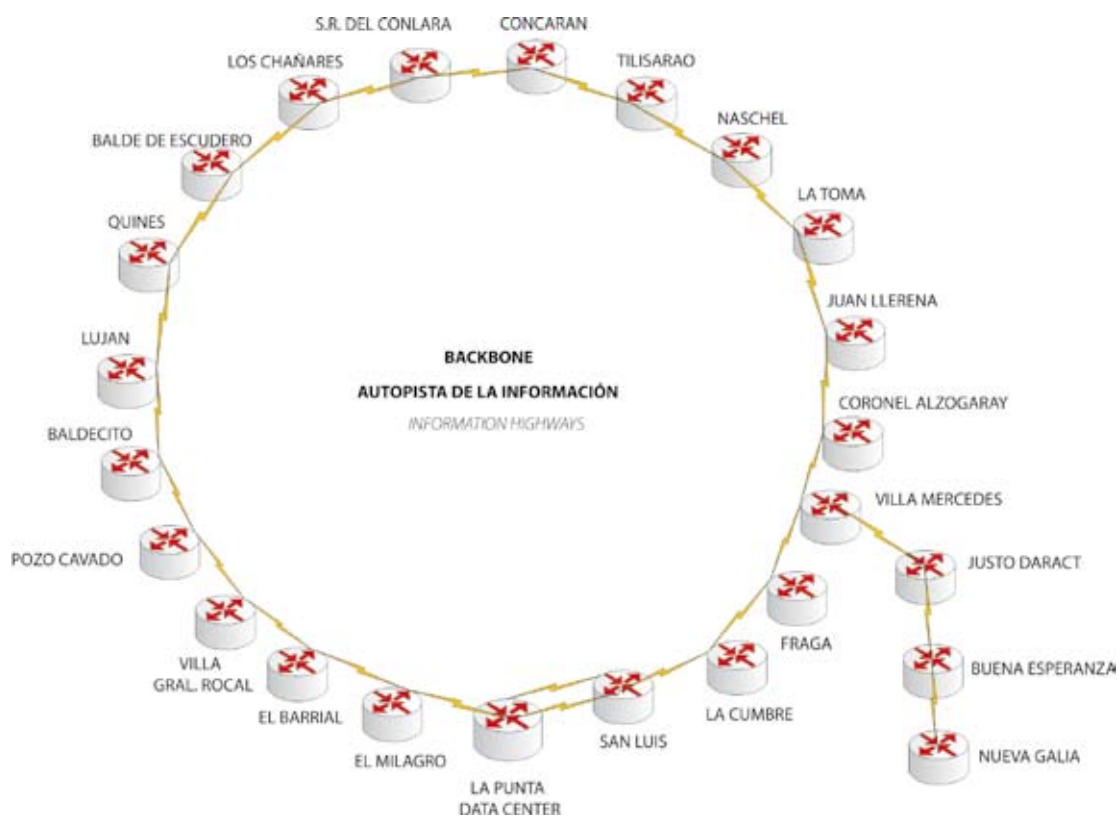 S.R. DEL CONLARA
CONCARAN
LOS CHAÑARES
TILISARAO
NASCHEL
BALDE DE ESCUDERO
LA TOMA
QUINES
JUAN LLERENA
LUJAN
BACKBONE
AUTOPISTA DE LA INFORMACIÓN
INFORMATION HIGHWAYS
CORONEL ALZOGARAY
BALDECITO
VILLA MERCEDES
POZO CAVADO
JUSTO DARACT
FRAGA
VILLA
GRAL. ROCAL
BUENA ESPERANZA
EL BARRIAL
LA CUMBRE
SAN LUIS
EL MILAGRO
NUEVA GALIA
LA PUNTA
DATA CENTER